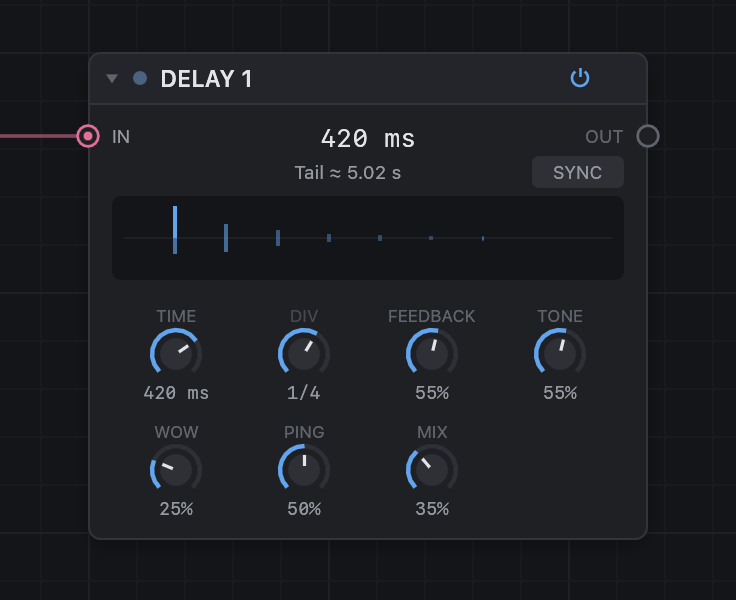 DELAY 1
IN 420 ms OUT
Tail ≈ 5.02 s SYNC
TIME DIV FEEDBACK TONE
420 ms 1/4 55% 55%
WOW PING MIX
25% 50% 35%